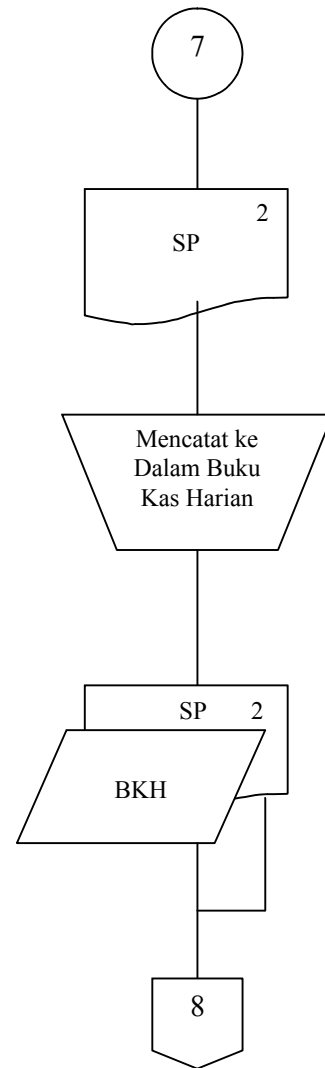 7
2
SP
Mencatat ke
Dalam Buku
Kas Harian
SP 2
BKH
8